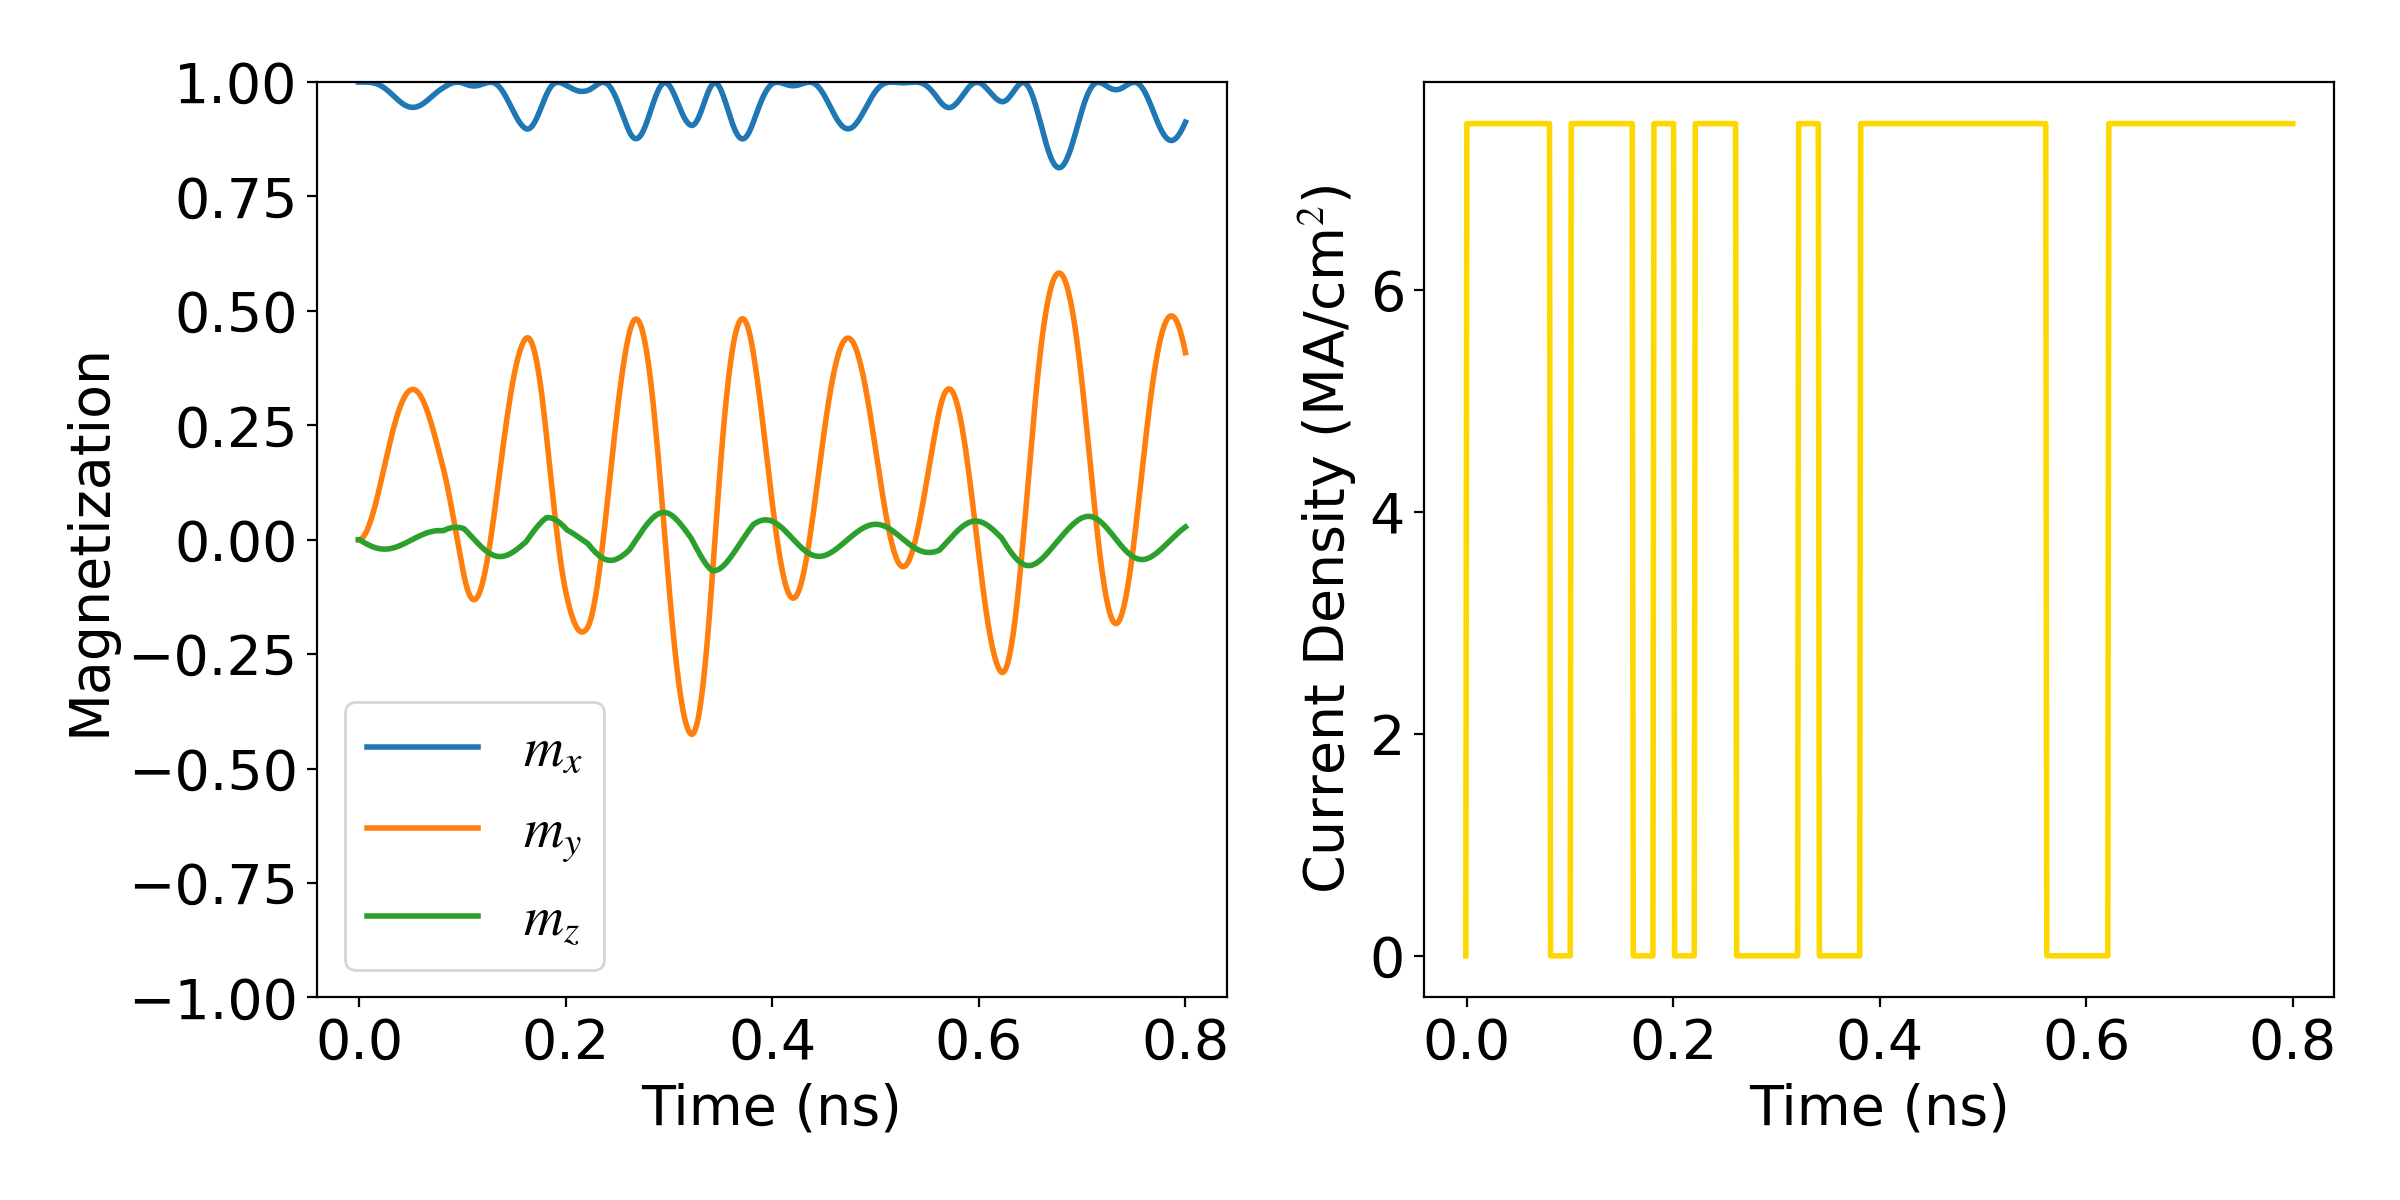 Magnetization
1.00
0.75
0.50
0.25
0.00
−0.25
−0.50
−0.75
−1.00
m_x
m_y
m_z
0.0 0.2 0.4 0.6 0.8
Time (ns)
Current Density (MA/cm²)
6
4
2
0
0.0 0.2 0.4 0.6 0.8
Time (ns)